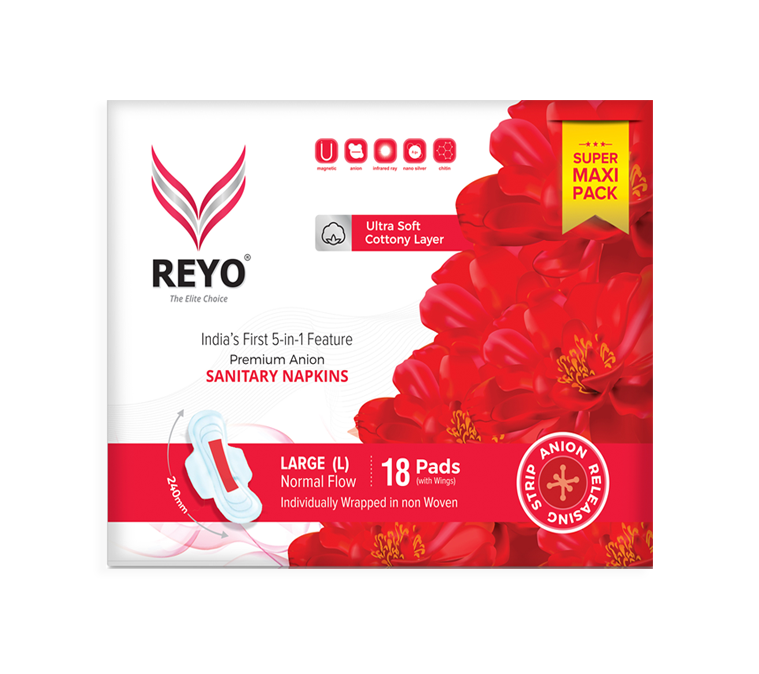 magnetic anion infrared ray nano silver chitin
SUPER
MAXI
PACK
Ultra Soft
Cottony Layer
REYO®
The Elite Choice
India's First 5-in-1 Feature
Premium Anion
SANITARY NAPKINS
240mm
LARGE (L)
Normal Flow
18 Pads
(with Wings)
Individually Wrapped in non Woven
ANION RELEASING STRIP